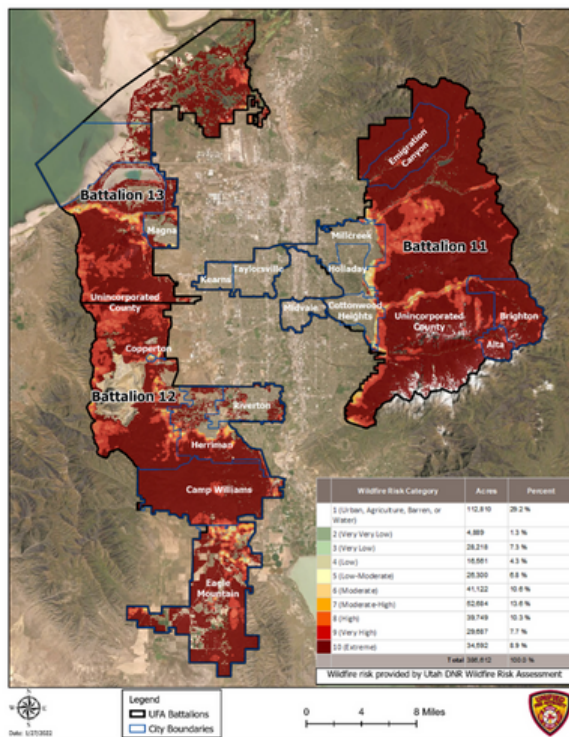 Emigration
Canyon
Battalion 13
Battalion 11
Magna
Millcreek
Taylorsville
Holladay
Kearns
Unincorporated
County
Midvale
Cottonwood
Heights
Unincorporated
County
Brighton
Alta
Copperton
Battalion 12
Riverton
Herriman
Camp Williams
Eagle
Mountain
Wildfire Risk Category Acres Percent
1 (Urban, Agriculture, Barren, or
Water) 112,810 29.2 %
2 (Very Very Low) 4,889 1.3 %
3 (Very Low) 28,218 7.3 %
4 (Low) 4.3 %
5 (Low-Moderate) 26,300 6.8 %
6 (Moderate) 41,122 10.6 %
7 (Moderate-High) 52,684 13.6 %
8 (High) 39,749 10.3 %
9 (Very High) 29,687 7.7 %
10 (Extreme) 34,592 8.9 %
Total 100.0 %
Wildfire risk provided by Utah DNR Wildfire Risk Assessment
Legend
UFA Battalions
City Boundaries
0 4 8 Miles
Date: 1/27/2022